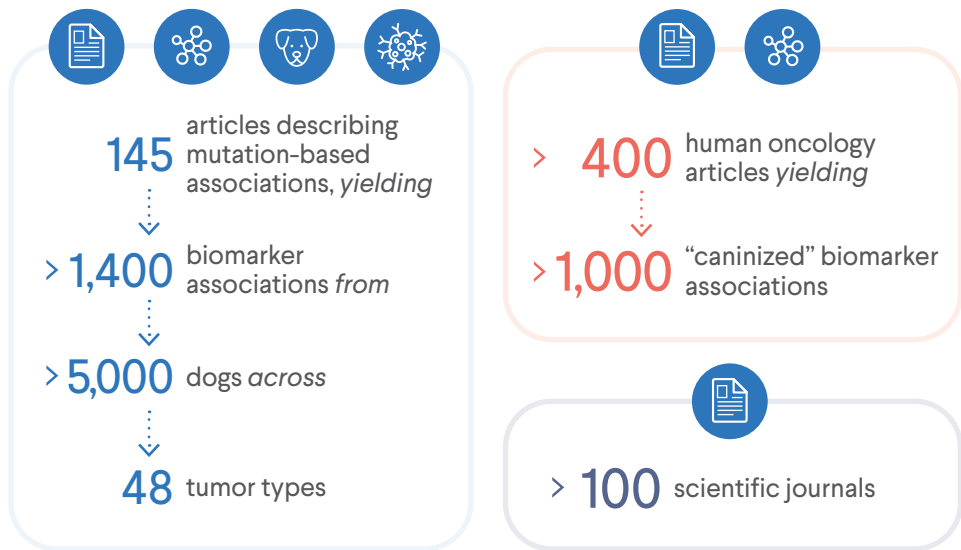 145 articles describing
mutation-based
associations, yielding
> 1,400 biomarker
associations from
> 5,000 dogs across
48 tumor types
> 400 human oncology
articles yielding
> 1,000 “caninized” biomarker
associations
> 100 scientific journals